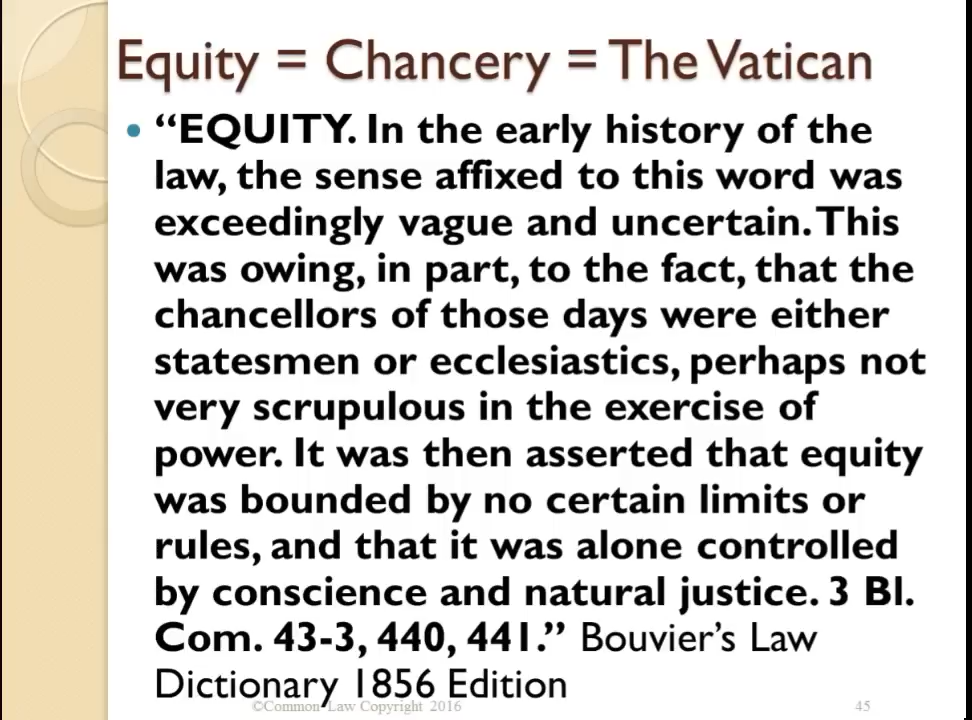 Equity = Chancery = The Vatican
• “EQUITY. In the early history of the
law, the sense affixed to this word was
exceedingly vague and uncertain. This
was owing, in part, to the fact, that the
chancellors of those days were either
statesmen or ecclesiastics, perhaps not
very scrupulous in the exercise of
power. It was then asserted that equity
was bounded by no certain limits or
rules, and that it was alone controlled
by conscience and natural justice. 3 Bl.
Com. 43-3, 440, 441.” Bouvier’s Law
Dictionary 1856 Edition
©Common Law Copyright 2016
45